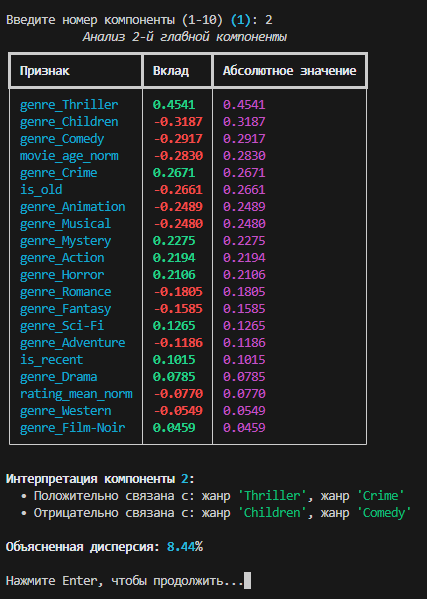 Введите номер компоненты (1-10) (1): 2
Анализ 2-й главной компоненты
Признак Вклад Абсолютное значение
genre_Thriller 0.4541 0.4541
genre_Children -0.3187 0.3187
genre_Comedy -0.2917 0.2917
movie_age_norm -0.2830 0.2830
genre_Crime 0.2671 0.2671
is_old -0.2661 0.2661
genre_Animation -0.2489 0.2489
genre_Musical -0.2480 0.2480
genre_Mystery 0.2275 0.2275
genre_Action 0.2194 0.2194
genre_Horror 0.2106 0.2106
genre_Romance -0.1805 0.1805
genre_Fantasy -0.1585 0.1585
genre_Sci-Fi 0.1265 0.1265
genre_Adventure -0.1186 0.1186
is_recent 0.1015 0.1015
genre_Drama 0.0785 0.0785
rating_mean_norm -0.0770 0.0770
genre_Western -0.0549 0.0549
genre_Film-Noir 0.0459 0.0459
Интерпретация компоненты 2:
• Положительно связана с: жанр 'Thriller', жанр 'Crime'
• Отрицательно связана с: жанр 'Children', жанр 'Comedy'
Объясненная дисперсия: 8.44%
Нажмите Enter, чтобы продолжить...